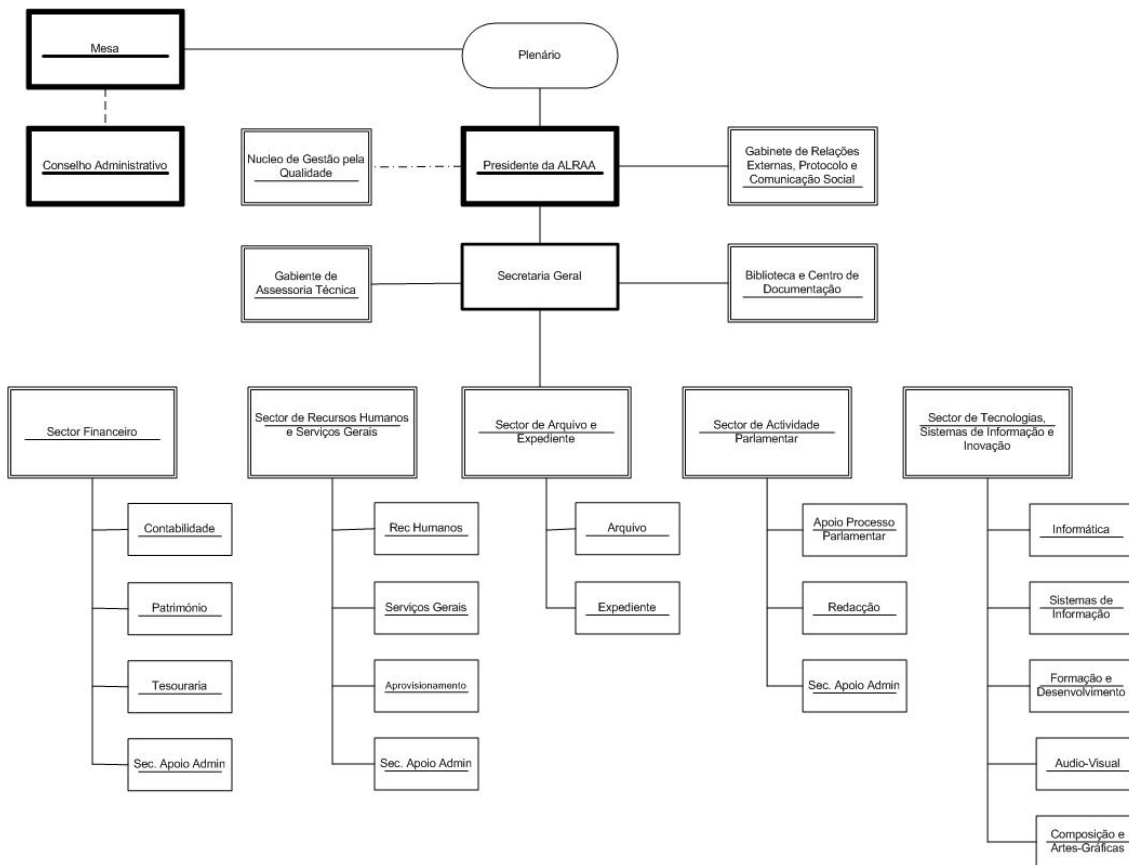 Mesa
Plenário
Conselho Administrativo
Nucleo de Gestão pela
Qualidade
Presidente da ALRAA
Gabinete de Relações
Externas, Protocolo e
Comunicação Social
Gabiente de
Assessoria Técnica
Secretaria Geral
Biblioteca e Centro de
Documentação
Sector Financeiro
Sector de Recursos Humanos
e Serviços Gerais
Sector de Arquivo e
Expediente
Sector de Actividade
Parlamentar
Sector de Tecnologias,
Sistemas de Informação e
Inovação
Contabilidade
Património
Tesouraria
Sec. Apoio Admin
Rec Humanos
Serviços Gerais
Aprovisionamento
Sec. Apoio Admin
Arquivo
Expediente
Apoio Processo
Parlamentar
Redacção
Sec. Apoio Admin
Informática
Sistemas de
Informação
Formação e
Desenvolvimento
Audio-Visual
Composição e
Artes-Gráficas